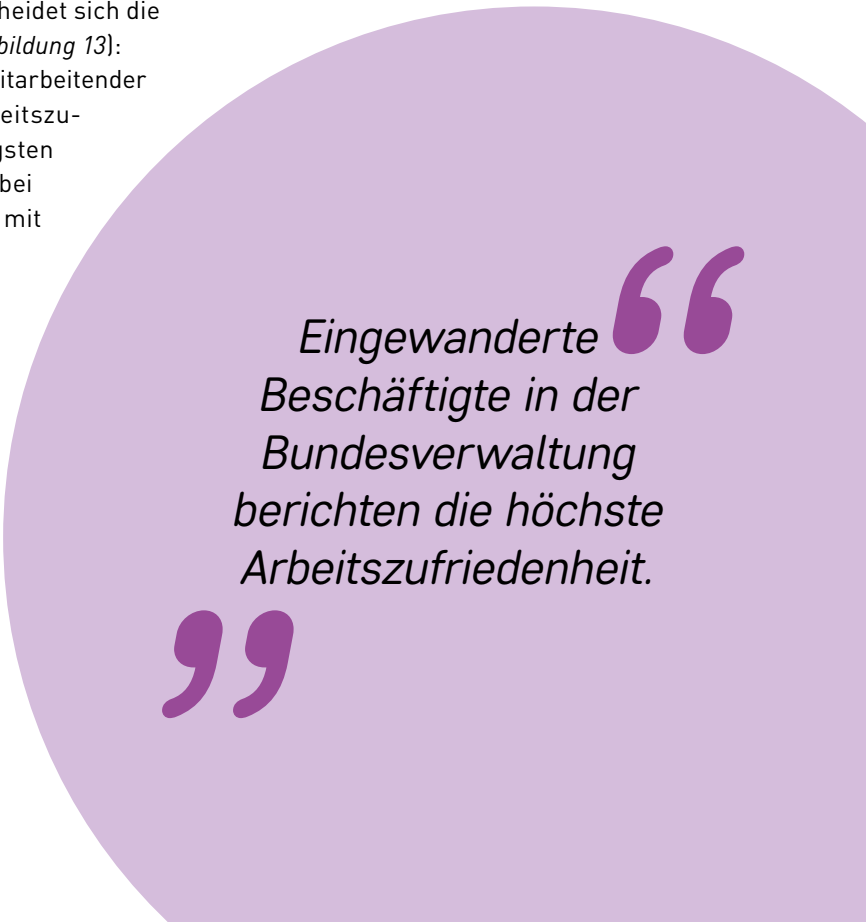 heidet sich die
bildung 13):
itarbeitender
eitszu-
gsten
bei
mit
“
Eingewanderte
Beschäftigte in der
Bundesverwaltung
berichten die höchste
Arbeitszufriedenheit.
”